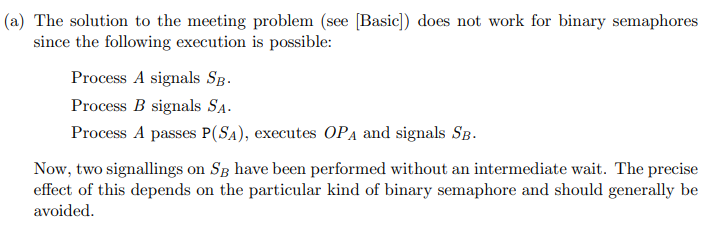 (a) The solution to the meeting problem (see [Basic]) does not work for binary semaphores
since the following execution is possible:
Process A signals S_B.
Process B signals S_A.
Process A passes P(S_A), executes OP_A and signals S_B.
Now, two signallings on S_B have been performed without an intermediate wait. The precise
effect of this depends on the particular kind of binary semaphore and should generally be
avoided.